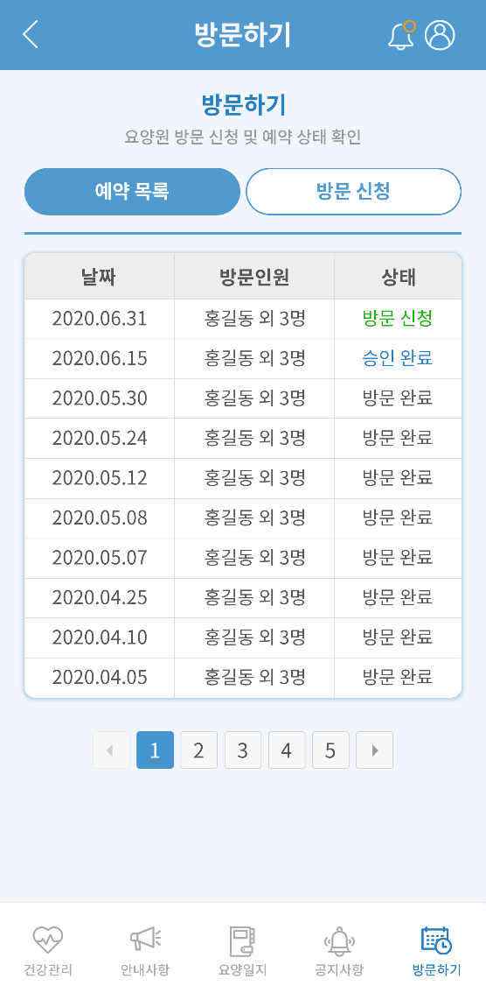 방문하기
방문하기
요양원 방문 신청 및 예약 상태 확인
예약 목록 방문 신청
날짜 방문인원 상태
2020.06.31 홍길동 외 3명 방문 신청
2020.06.15 홍길동 외 3명 승인 완료
2020.05.30 홍길동 외 3명 방문 완료
2020.05.24 홍길동 외 3명 방문 완료
2020.05.12 홍길동 외 3명 방문 완료
2020.05.08 홍길동 외 3명 방문 완료
2020.05.07 홍길동 외 3명 방문 완료
2020.04.25 홍길동 외 3명 방문 완료
2020.04.10 홍길동 외 3명 방문 완료
2020.04.05 홍길동 외 3명 방문 완료
1 2 3 4 5
건강관리 안내사항 요양일지 공지사항 방문하기